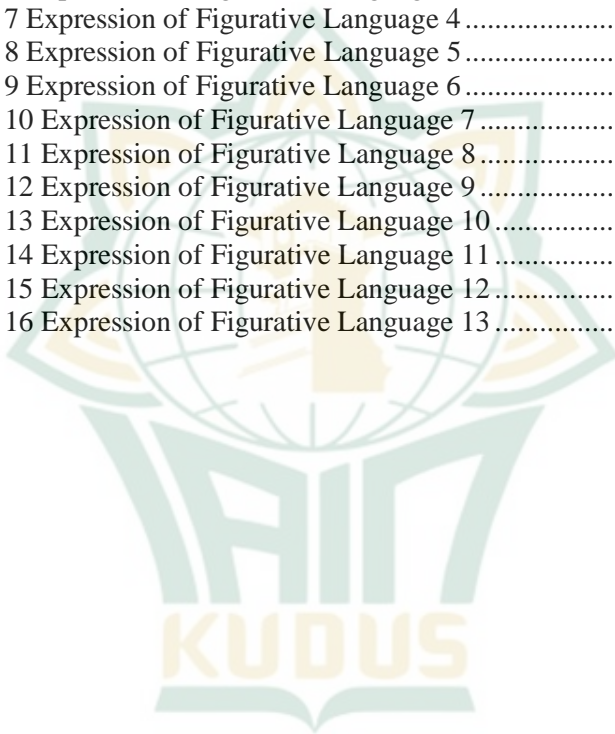 7 Expression of Figurative Language 4 ...................
8 Expression of Figurative Language 5 ...................
9 Expression of Figurative Language 6 ...................
10 Expression of Figurative Language 7 .................
11 Expression of Figurative Language 8 .................
12 Expression of Figurative Language 9 .................
13 Expression of Figurative Language 10 ...............
14 Expression of Figurative Language 11 ...............
15 Expression of Figurative Language 12 ...............
16 Expression of Figurative Language 13 ...............
IAIN
KUDUS